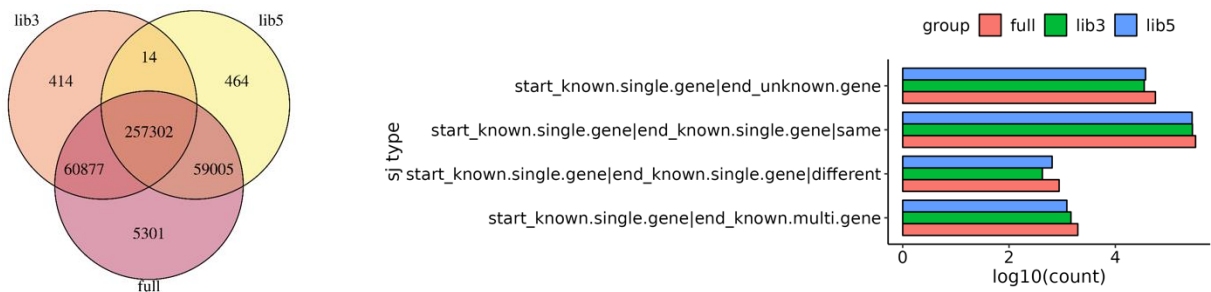 lib3
lib5
14
414
464
257302
60877
59005
5301
full
group full lib3 lib5
sj type
start_known.single.gene|end_unknown.gene
start_known.single.gene|end_known.single.gene|same
start_known.single.gene|end_known.single.gene|different
start_known.single.gene|end_known.multi.gene
0 2 4
log10(count)